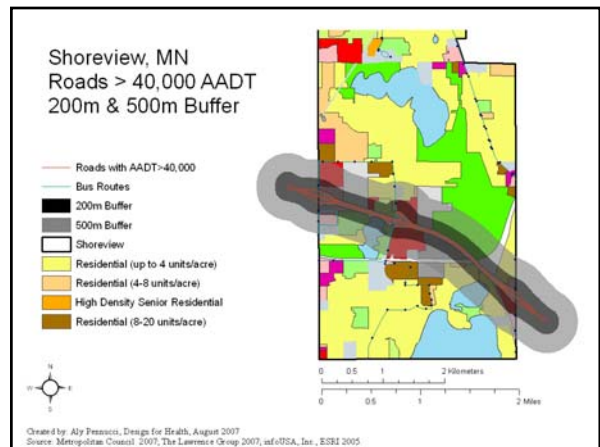 Shoreview, MN
Roads > 40,000 AADT
200m & 500m Buffer
Roads with AADT>40,000
Bus Routes
200m Buffer
500m Buffer
Shoreview
Residential (up to 4 units/acre)
Residential (4-8 units/acre)
High Density Senior Residential
Residential (8-20 units/acre)
N
W E
S
0 0.5 1 2 Kilometers
0 0.5 1 2 Miles
Created by: Aly Pennucci, Design for Health, August 2007
Source: Metropolitan Council 2007; The Lawrence Group 2007; infoUSA, Inc., ESRI 2005